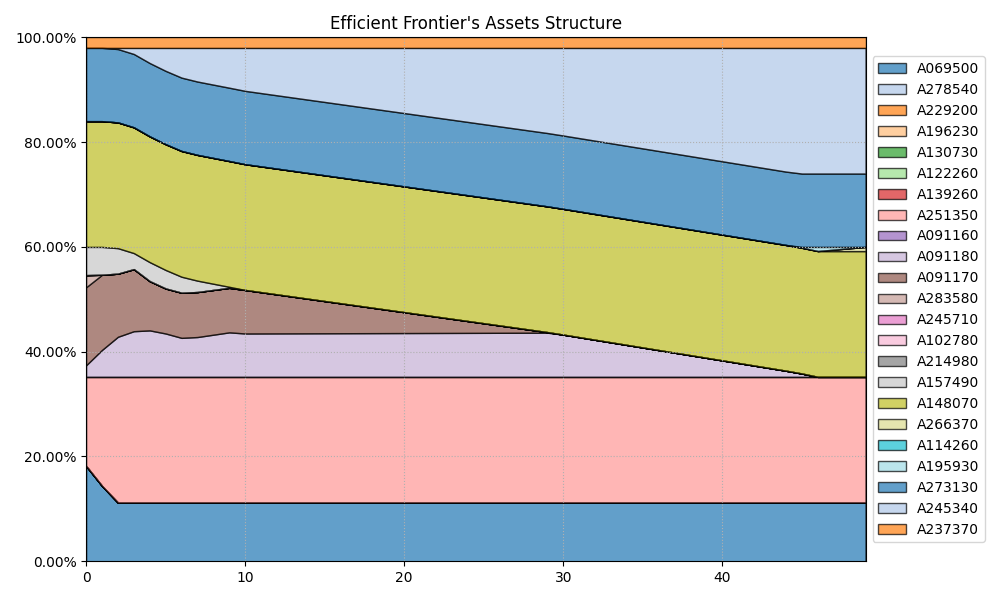 Efficient Frontier's Assets Structure
100.00%
80.00%
60.00%
40.00%
20.00%
0.00%
0
10
20
30
40
A069500
A278540
A229200
A196230
A130730
A122260
A139260
A251350
A091160
A091180
A091170
A283580
A245710
A102780
A214980
A157490
A148070
A266370
A114260
A195930
A273130
A245340
A237370